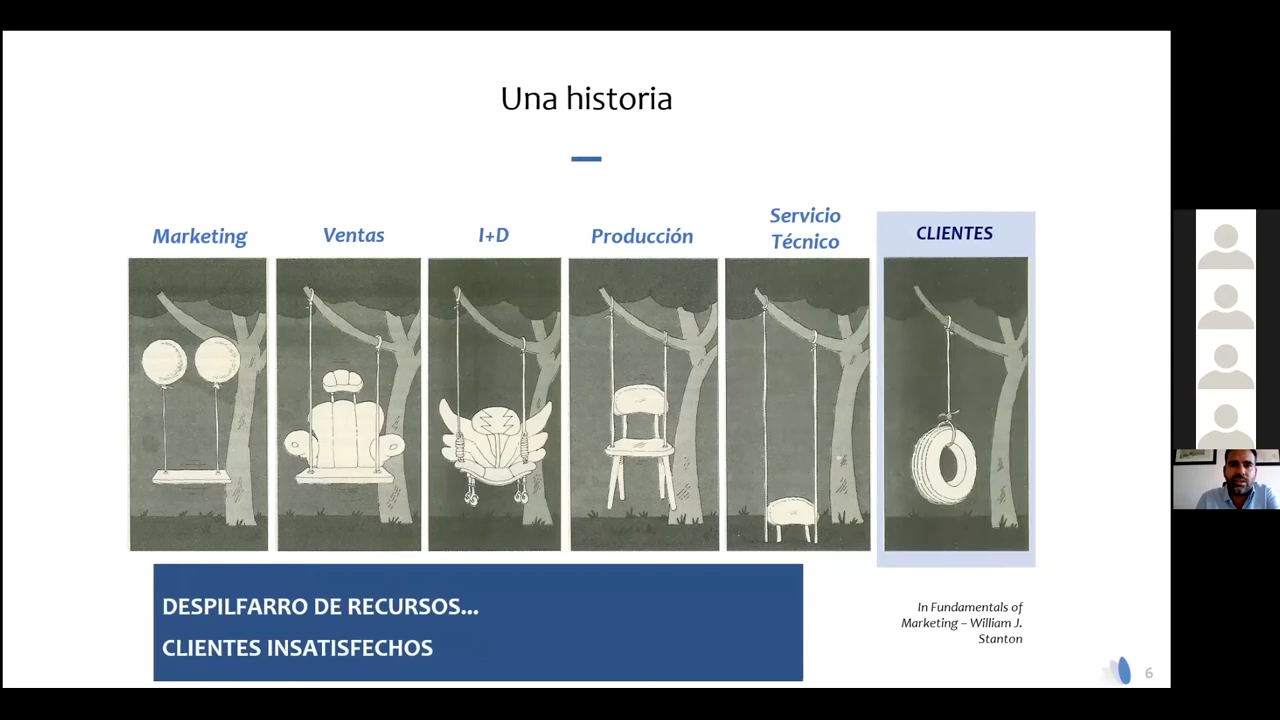 Una historia
Marketing
Ventas
I+D
Producción
Servicio
Técnico
CLIENTES
DESPILFARRO DE RECURSOS...
CLIENTES INSATISFECHOS
In Fundamentals of
Marketing – William J.
Stanton
6